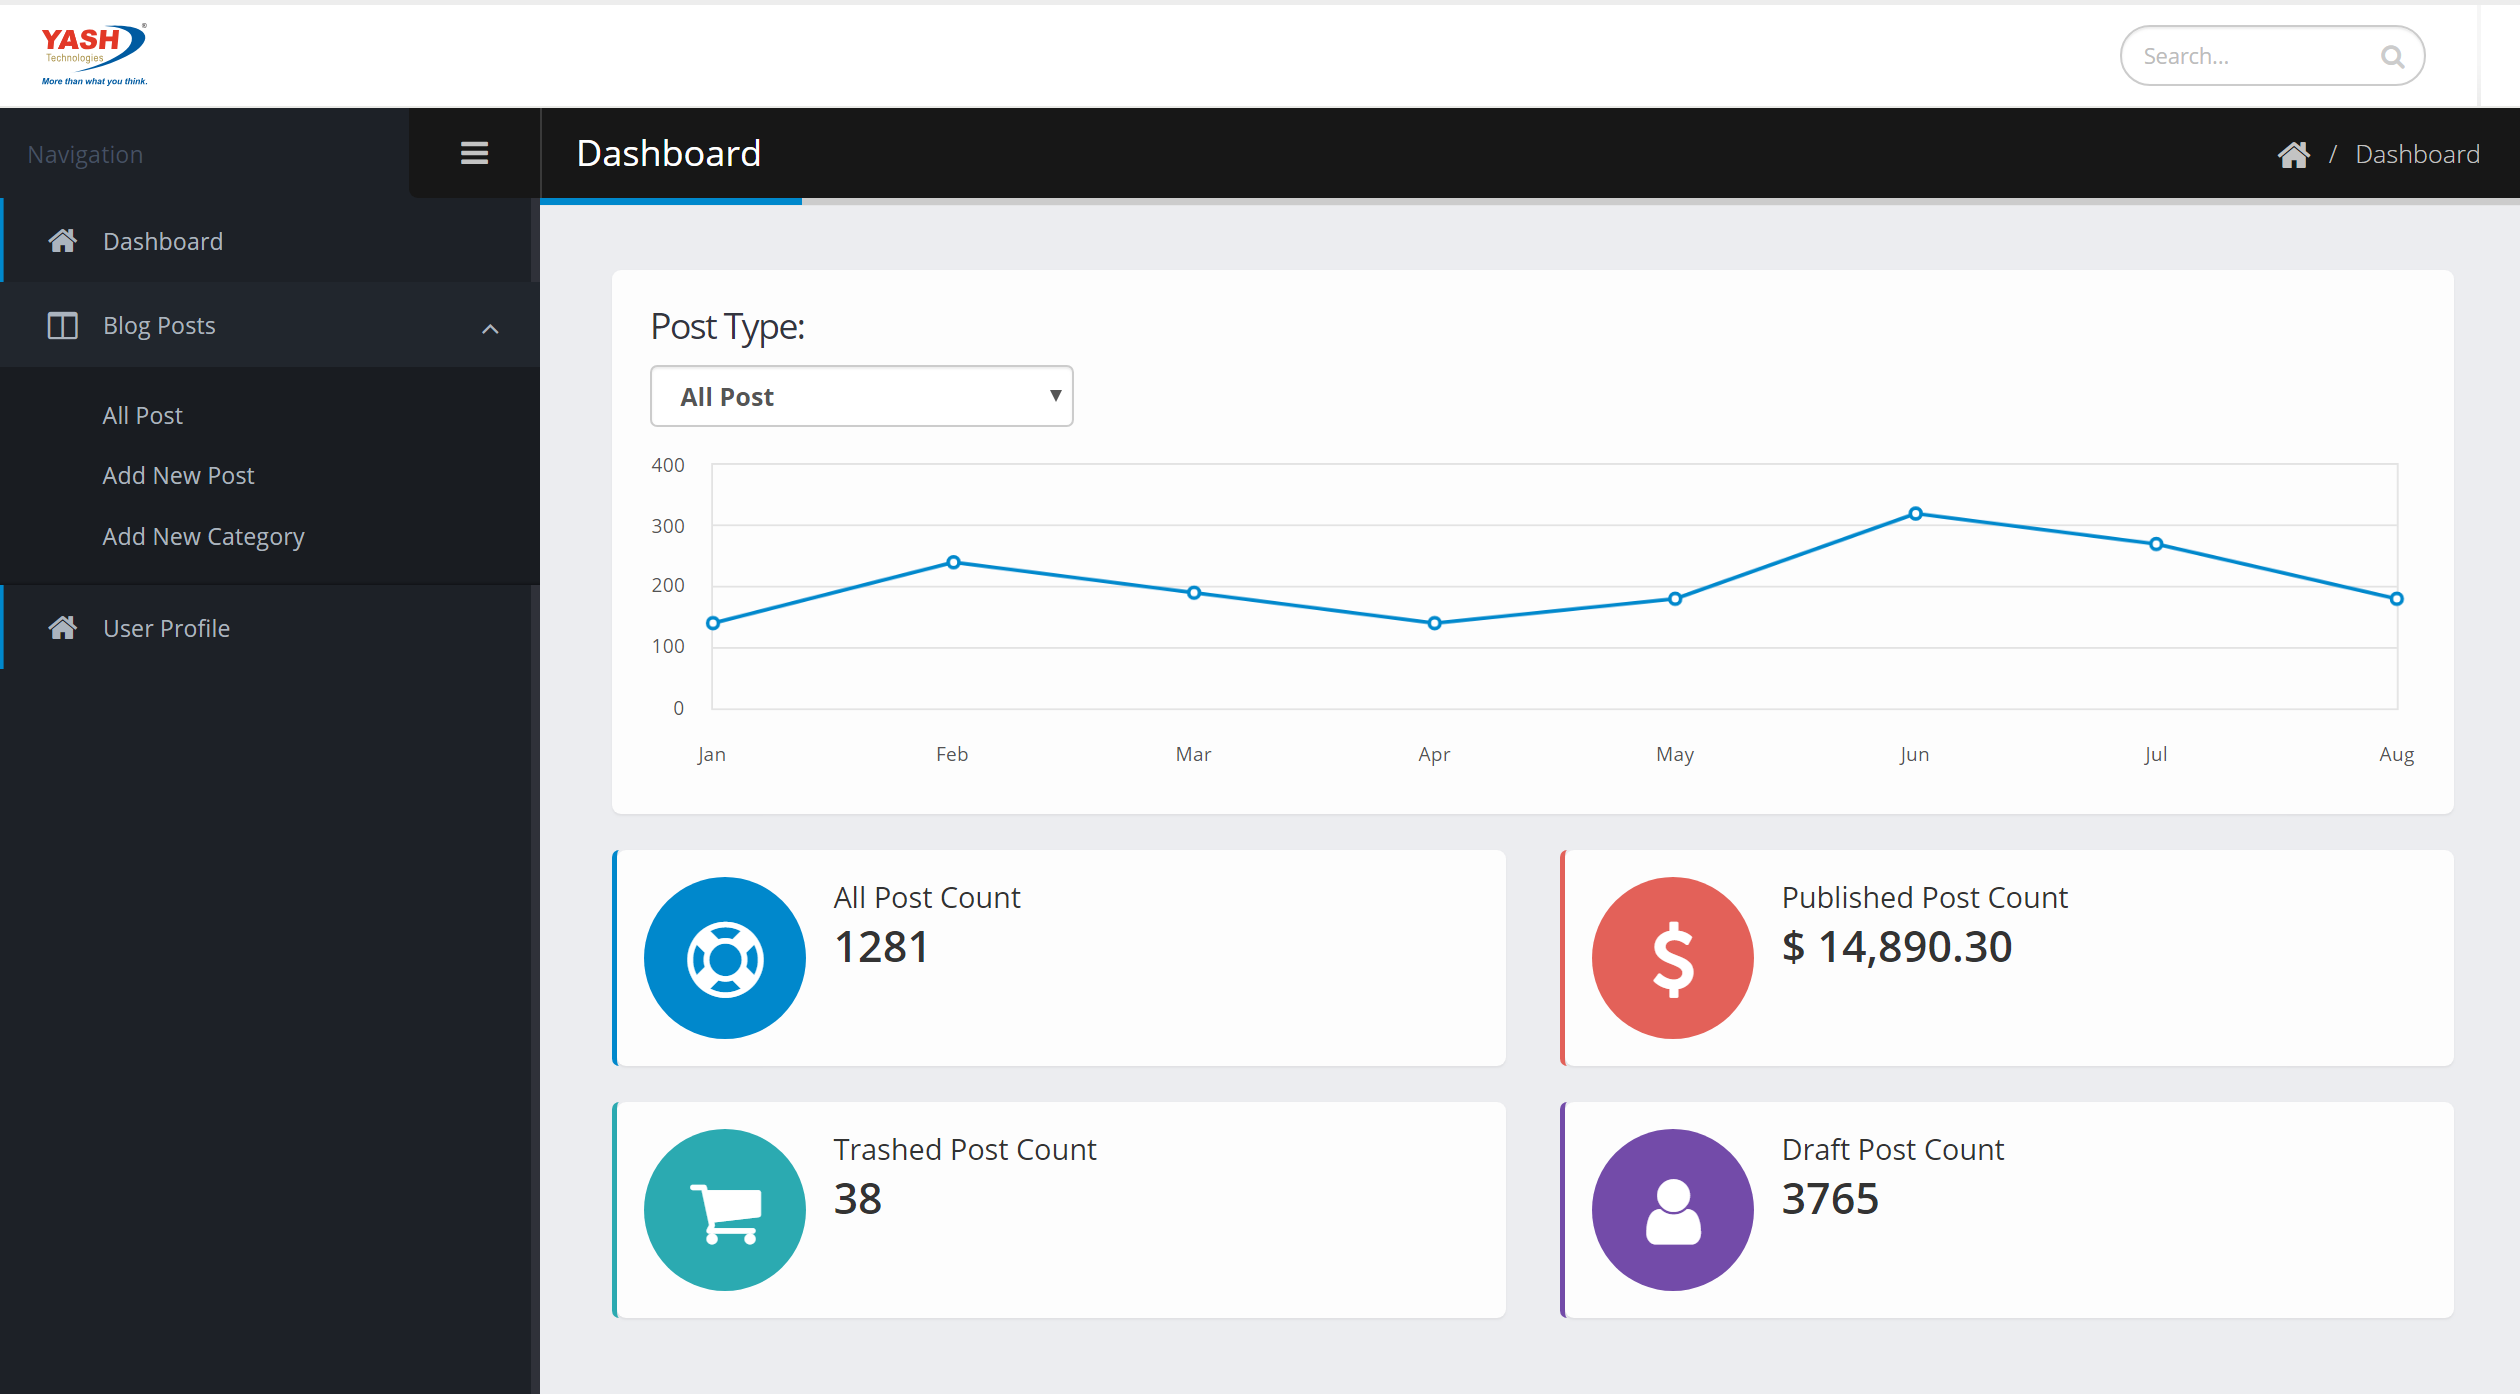 YASH®
Technologies
More than what you think.
Search...
Navigation
Dashboard
/ Dashboard
Dashboard
Blog Posts
All Post
Add New Post
Add New Category
User Profile
Post Type:
All Post
400
300
200
100
0
Jan Feb Mar Apr May Jun Jul Aug
All Post Count
1281
Published Post Count
$ 14,890.30
Trashed Post Count
38
Draft Post Count
3765